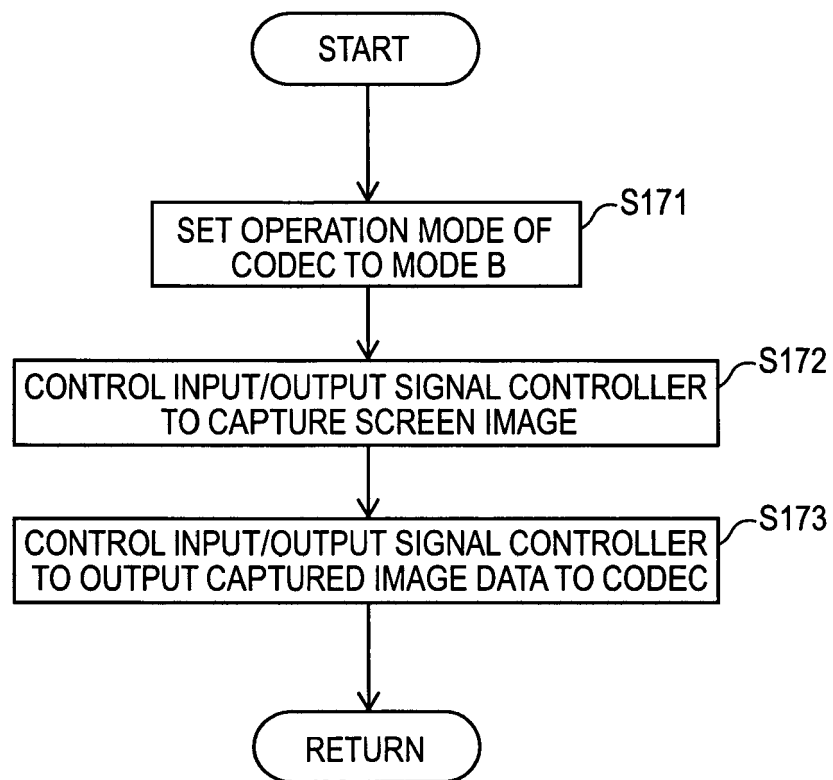 START
S171
SET OPERATION MODE OF
CODEC TO MODE B
S172
CONTROL INPUT/OUTPUT SIGNAL CONTROLLER
TO CAPTURE SCREEN IMAGE
S173
CONTROL INPUT/OUTPUT SIGNAL CONTROLLER
TO OUTPUT CAPTURED IMAGE DATA TO CODEC
RETURN